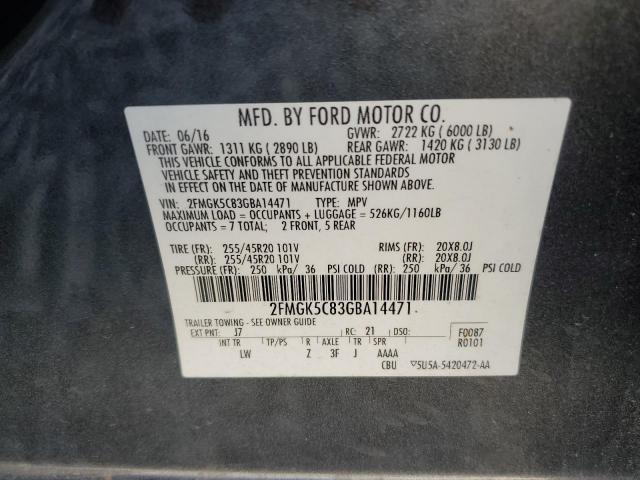 MFD. BY FORD MOTOR CO.
DATE: 06/16 GVWR: 2722 KG ( 6000 LB)
FRONT GAWR: 1311 KG ( 2890 LB) REAR GAWR: 1420 KG ( 3130 LB)
THIS VEHICLE CONFORMS TO ALL APPLICABLE FEDERAL MOTOR
VEHICLE SAFETY AND THEFT PREVENTION STANDARDS IN
EFFECT ON THE DATE OF MANUFACTURE SHOWN ABOVE.
VIN: 2FMGK5C83GBA14471 TYPE: MPV
MAXIMUM LOAD = OCCUPANTS + LUGGAGE = 526KG/1160LB
OCCUPANTS = 7 TOTAL; 2 FRONT, 5 REAR
TIRE (FR): 255/45R20 101V RIMS (FR): 20X8.0J
(RR): 255/45R20 101V (RR): 20X8.0J
PRESSURE (FR): 250 kPa/ 36 PSI COLD (RR): 250 kPa/ 36 PSI COLD
2FMGK5C83GBA14471
TRAILER TOWING - SEE OWNER GUIDE
EXT PNT: J7 RC: 21 DSO: F0087
INT TR TP/PS R AXLE TR SPR R0101
LW Z 3F J AAAA
CBU ▽5U5A-5420472-AA